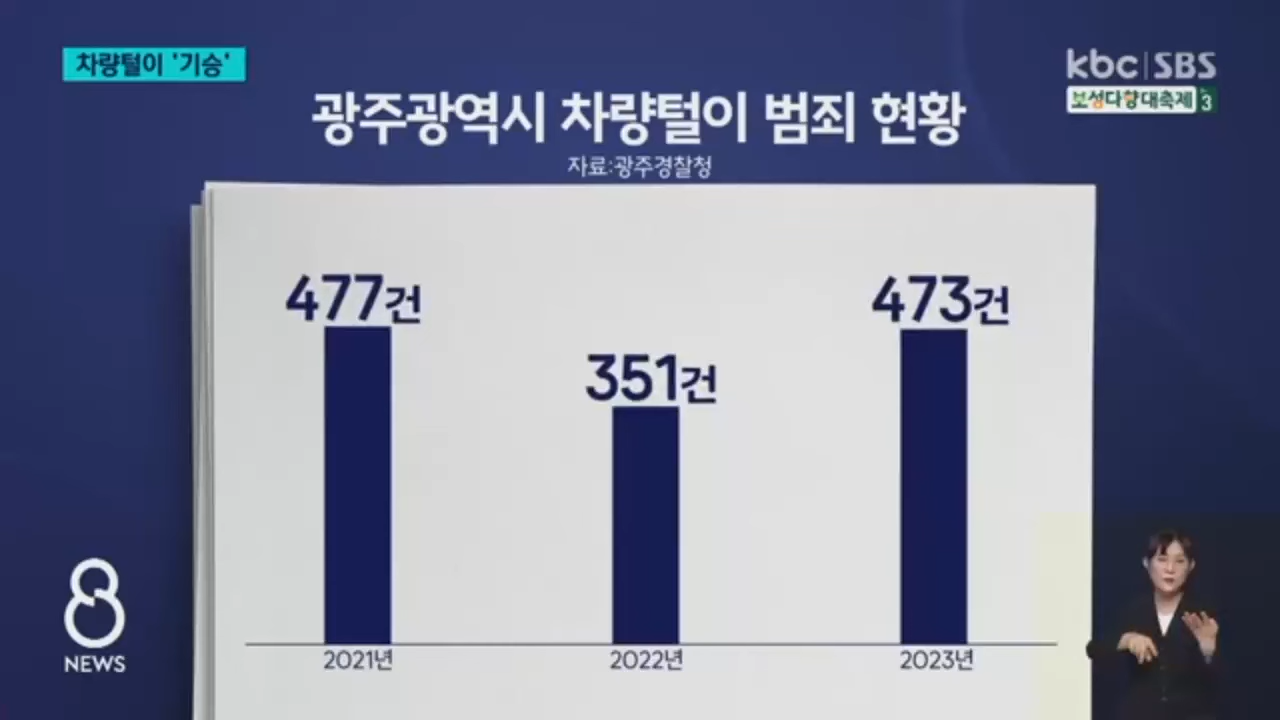 차량털이 '기승'
kbc SBS
보성다향대축제 3
광주광역시 차량털이 범죄 현황
자료:광주경찰청
477건
351건
473건
2021년
2022년
2023년
8
NEWS